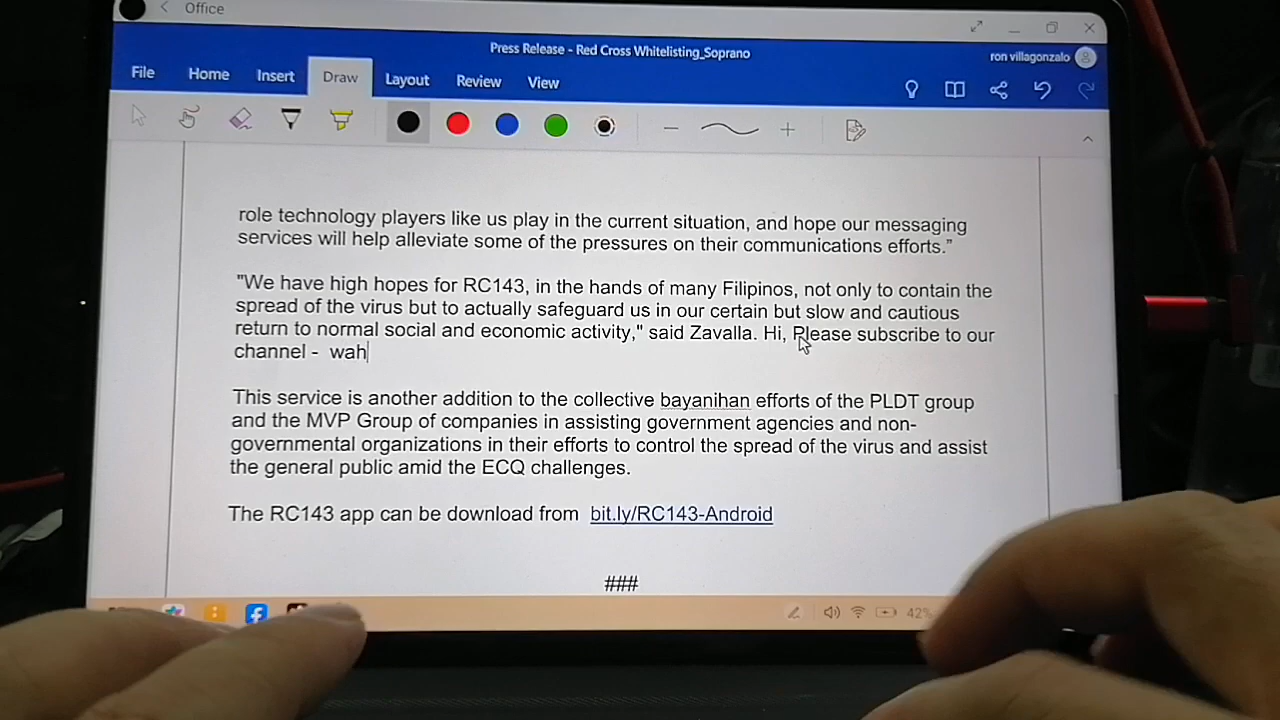 Office
Press Release - Red Cross Whitelisting_Soprano
ron villagonzalo
File Home Insert Draw Layout Review View
role technology players like us play in the current situation, and hope our messaging
services will help alleviate some of the pressures on their communications efforts.”
"We have high hopes for RC143, in the hands of many Filipinos, not only to contain the
spread of the virus but to actually safeguard us in our certain but slow and cautious
return to normal social and economic activity," said Zavalla. Hi, Please subscribe to our
channel - wah
This service is another addition to the collective bayanihan efforts of the PLDT group
and the MVP Group of companies in assisting government agencies and non-
governmental organizations in their efforts to control the spread of the virus and assist
the general public amid the ECQ challenges.
The RC143 app can be download from bit.ly/RC143-Android
###
42%